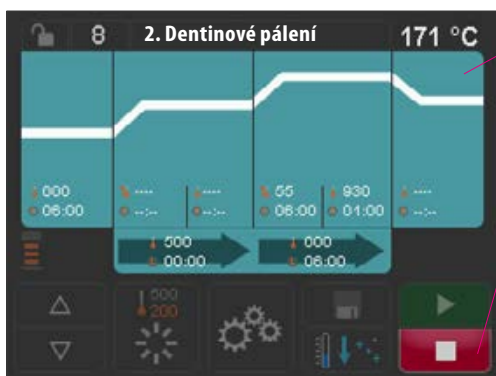 8 2. Dentinové pálení 171 °C
000 ---- ---- 55 930 ----
06:00 --:-- --:-- 06:00 01:00 --:--
500 000
00:00 06:00
500
200